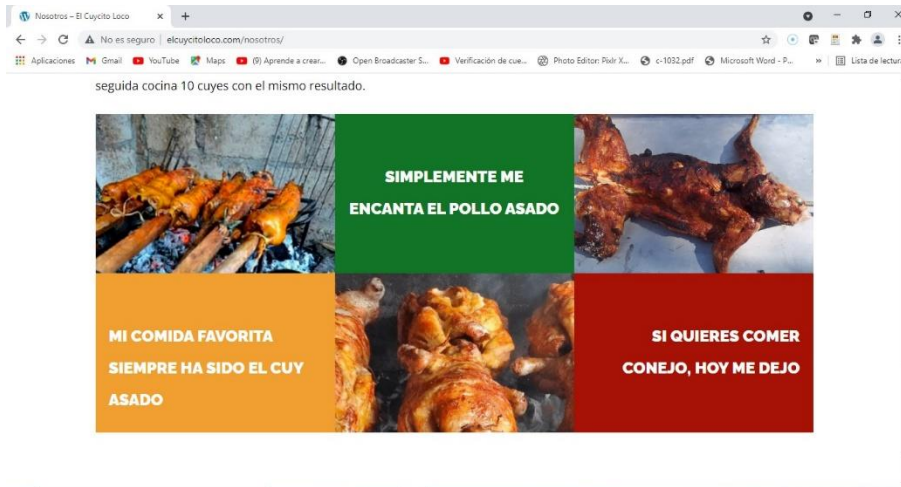 Nosotros – El Cuycito Loco
No es seguro | elcuycitoloco.com/nosotros/
Aplicaciones Gmail YouTube Maps (9) Aprende a crear... Open Broadcaster S... Verificación de cue... Photo Editor: Pixlr X... c-1032.pdf Microsoft Word - P... » Lista de lectura
seguida cocina 10 cuyes con el mismo resultado.
SIMPLEMENTE ME
ENCANTA EL POLLO ASADO
MI COMIDA FAVORITA
SIEMPRE HA SIDO EL CUY
ASADO
SI QUIERES COMER
CONEJO, HOY ME DEJO